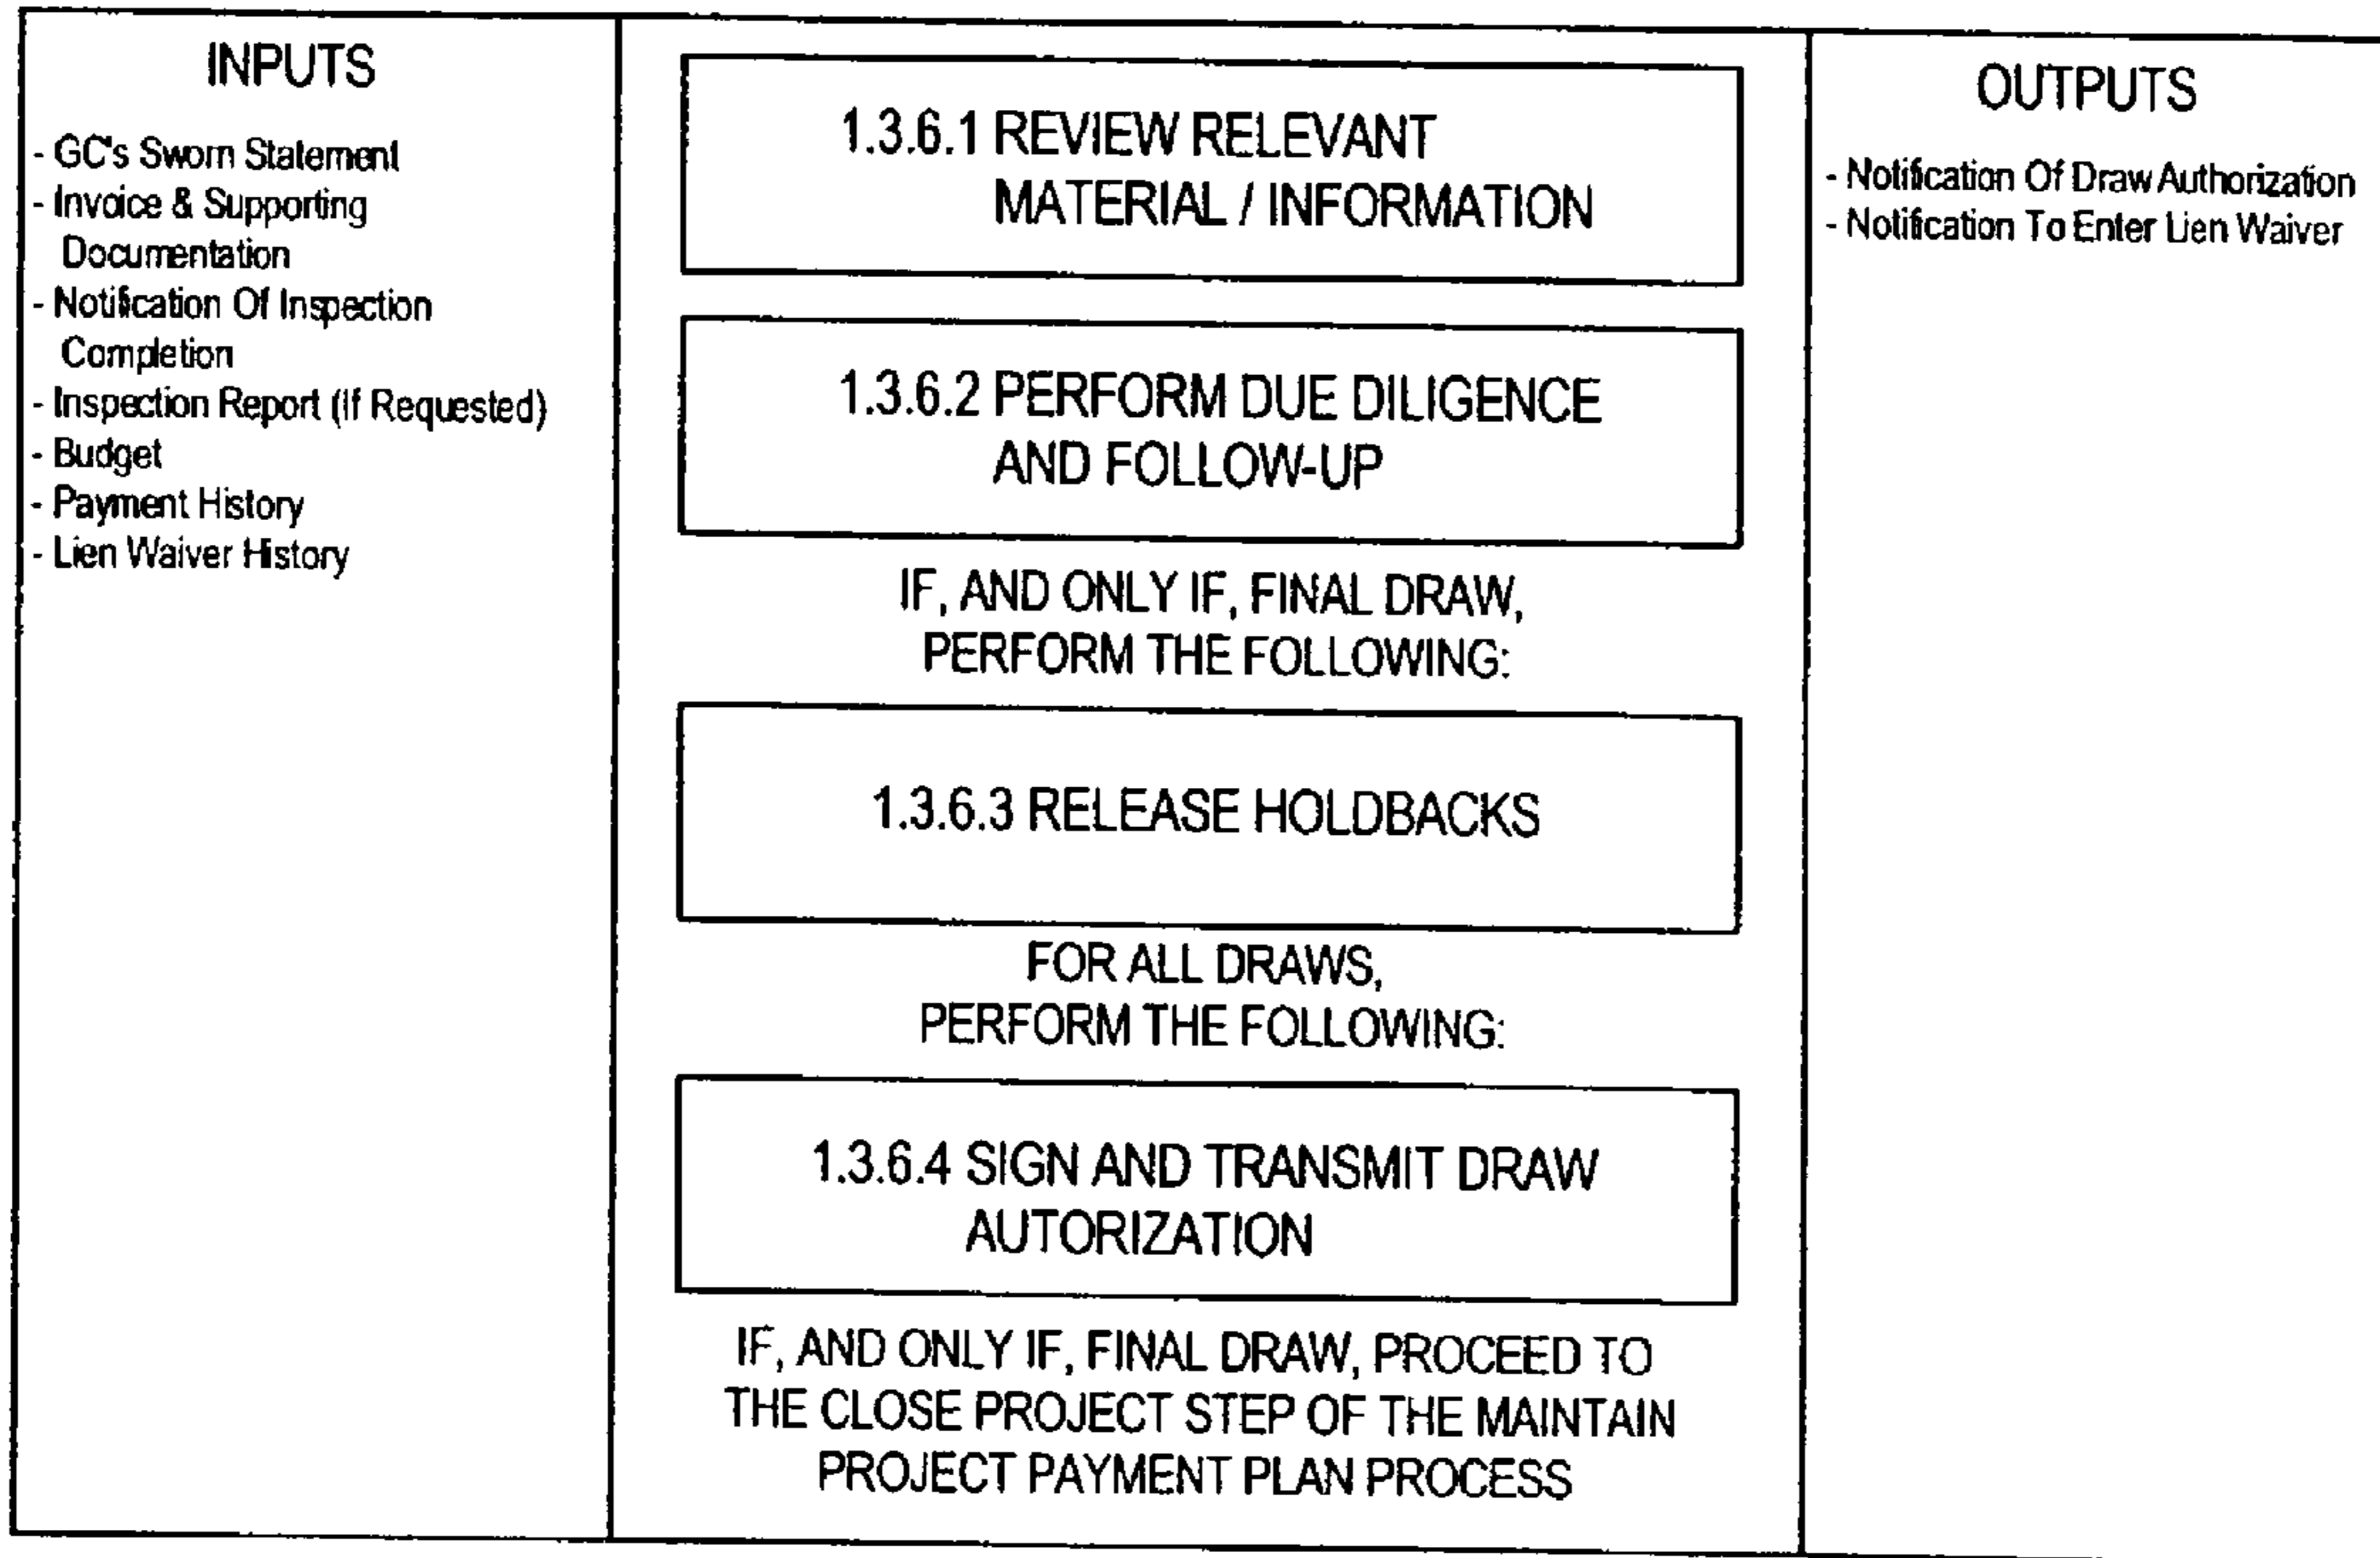 INPUTS
- GC's Sworn Statement
- Invoice & Supporting
Documentation
- Notification Of Inspection
Completion
- Inspection Report (If Requested)
- Budget
- Payment History
- Lien Waiver History
1.3.6.1 REVIEW RELEVANT
MATERIAL / INFORMATION
1.3.6.2 PERFORM DUE DILIGENCE
AND FOLLOW-UP
IF, AND ONLY IF, FINAL DRAW,
PERFORM THE FOLLOWING:
1.3.6.3 RELEASE HOLDBACKS
FOR ALL DRAWS,
PERFORM THE FOLLOWING:
1.3.6.4 SIGN AND TRANSMIT DRAW
AUTORIZATION
IF, AND ONLY IF, FINAL DRAW, PROCEED TO
THE CLOSE PROJECT STEP OF THE MAINTAIN
PROJECT PAYMENT PLAN PROCESS
OUTPUTS
- Notification Of Draw Authorization
- Notification To Enter Lien Waiver